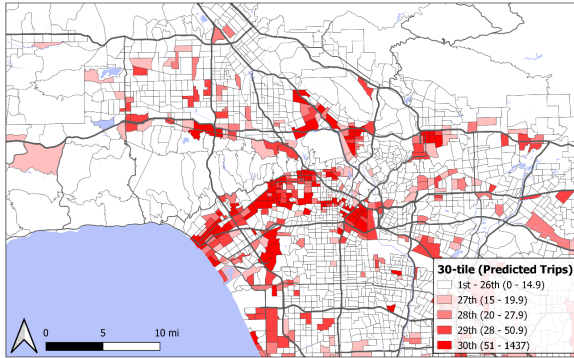 30-tile (Predicted Trips)
1st - 26th (0 - 14.9)
27th (15 - 19.9)
28th (20 - 27.9)
29th (28 - 50.9)
30th (51 - 1437)
0 5 10 mi